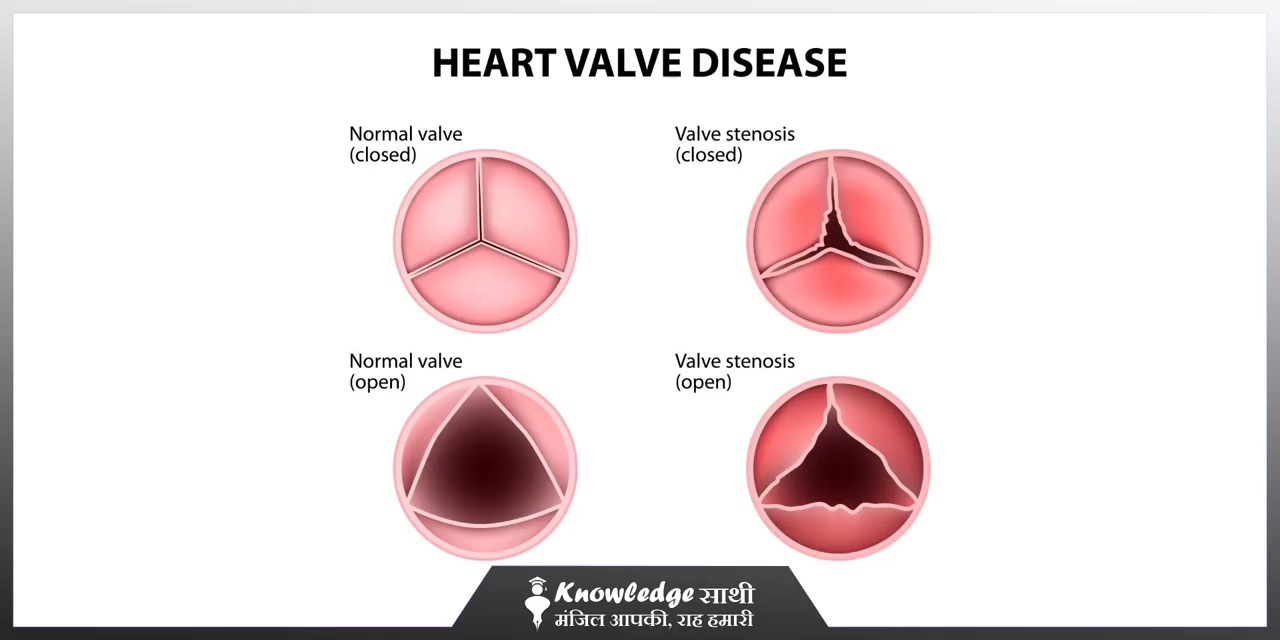 HEART VALVE DISEASE
Normal valve
(closed)
Valve stenosis
(closed)
Normal valve
(open)
Valve stenosis
(open)
Knowledge साथी
मंजिल आपकी, राह हमारी